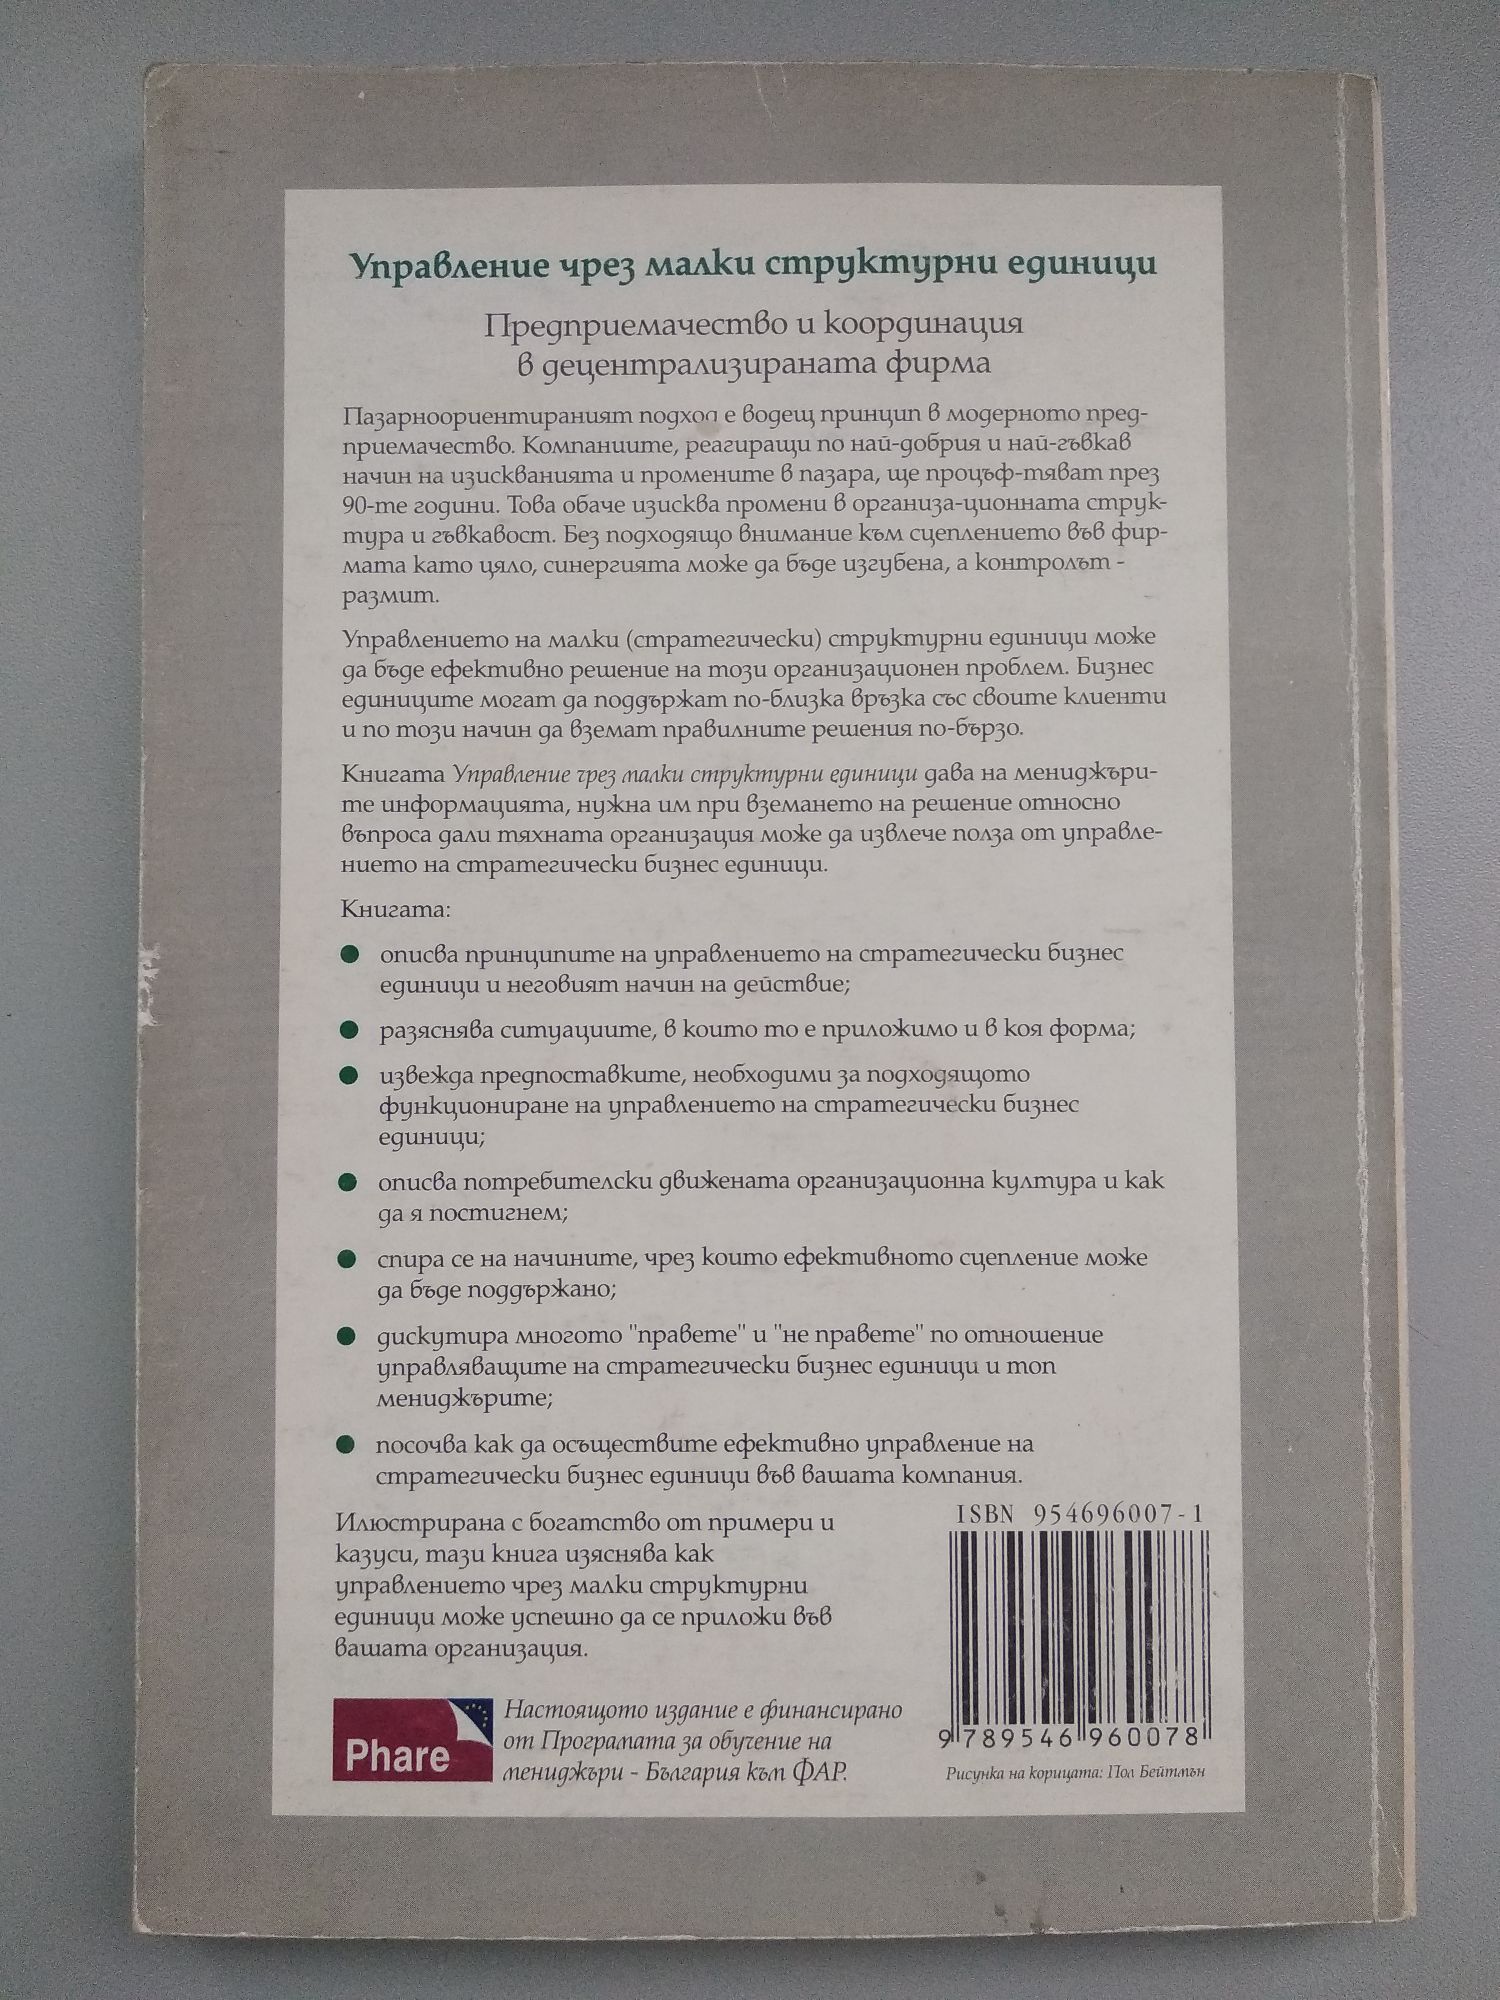 Управление чрез малки структурни единици
Предприемачество и координация
в децентрализираната фирма
Пазарноориентираният подход е водещ принцип в модерното пред-
приемачество. Компаниите, реагиращи по най-добрия и най-гъвкав
начин на изискванията и промените в пазара, ще процъф-тяват през
90-те години. Това обаче изисква промени в организа-ционната струк-
тура и гъвкавост. Без подходящо внимание към сцеплението във фир-
мата като цяло, синергията може да бъде изгубена, а контролът -
размит.
Управлението на малки (стратегически) структурни единици може
да бъде ефективно решение на този организационен проблем. Бизнес
единиците могат да поддържат по-близка връзка със своите клиенти
и по този начин да вземат правилните решения по-бързо.
Книгата Управление чрез малки структурни единици дава на мениджъри-
те информацията, нужна им при вземането на решение относно
въпроса дали тяхната организация може да извлече полза от управле-
нието на стратегически бизнес единици.
Книгата:
● описва принципите на управлението на стратегически бизнес
единици и неговият начин на действие;
● разяснява ситуациите, в които то е приложимо и в коя форма;
● извежда предпоставките, необходими за подходящото
функциониране на управлението на стратегически бизнес
единици;
● описва потребителски движената организационна култура и как
да я постигнем;
● спира се на начините, чрез които ефективното сцепление може
да бъде поддържано;
● дискутира многото "правете" и "не правете" по отношение
управляващите на стратегически бизнес единици и топ
мениджърите;
● посочва как да осъществите ефективно управление на
стратегически бизнес единици във вашата компания.
Илюстрирана с богатство от примери и
казуси, тази книга изяснява как
управлението чрез малки структурни
единици може успешно да се приложи във
вашата организация.
ISBN 954696007-1
9 789546 960078
Рисунка на корицата: Пол Бейтмън
Phare
Настоящото издание е финансирано
от Програмата за обучение на
мениджъри - България към ФАР.